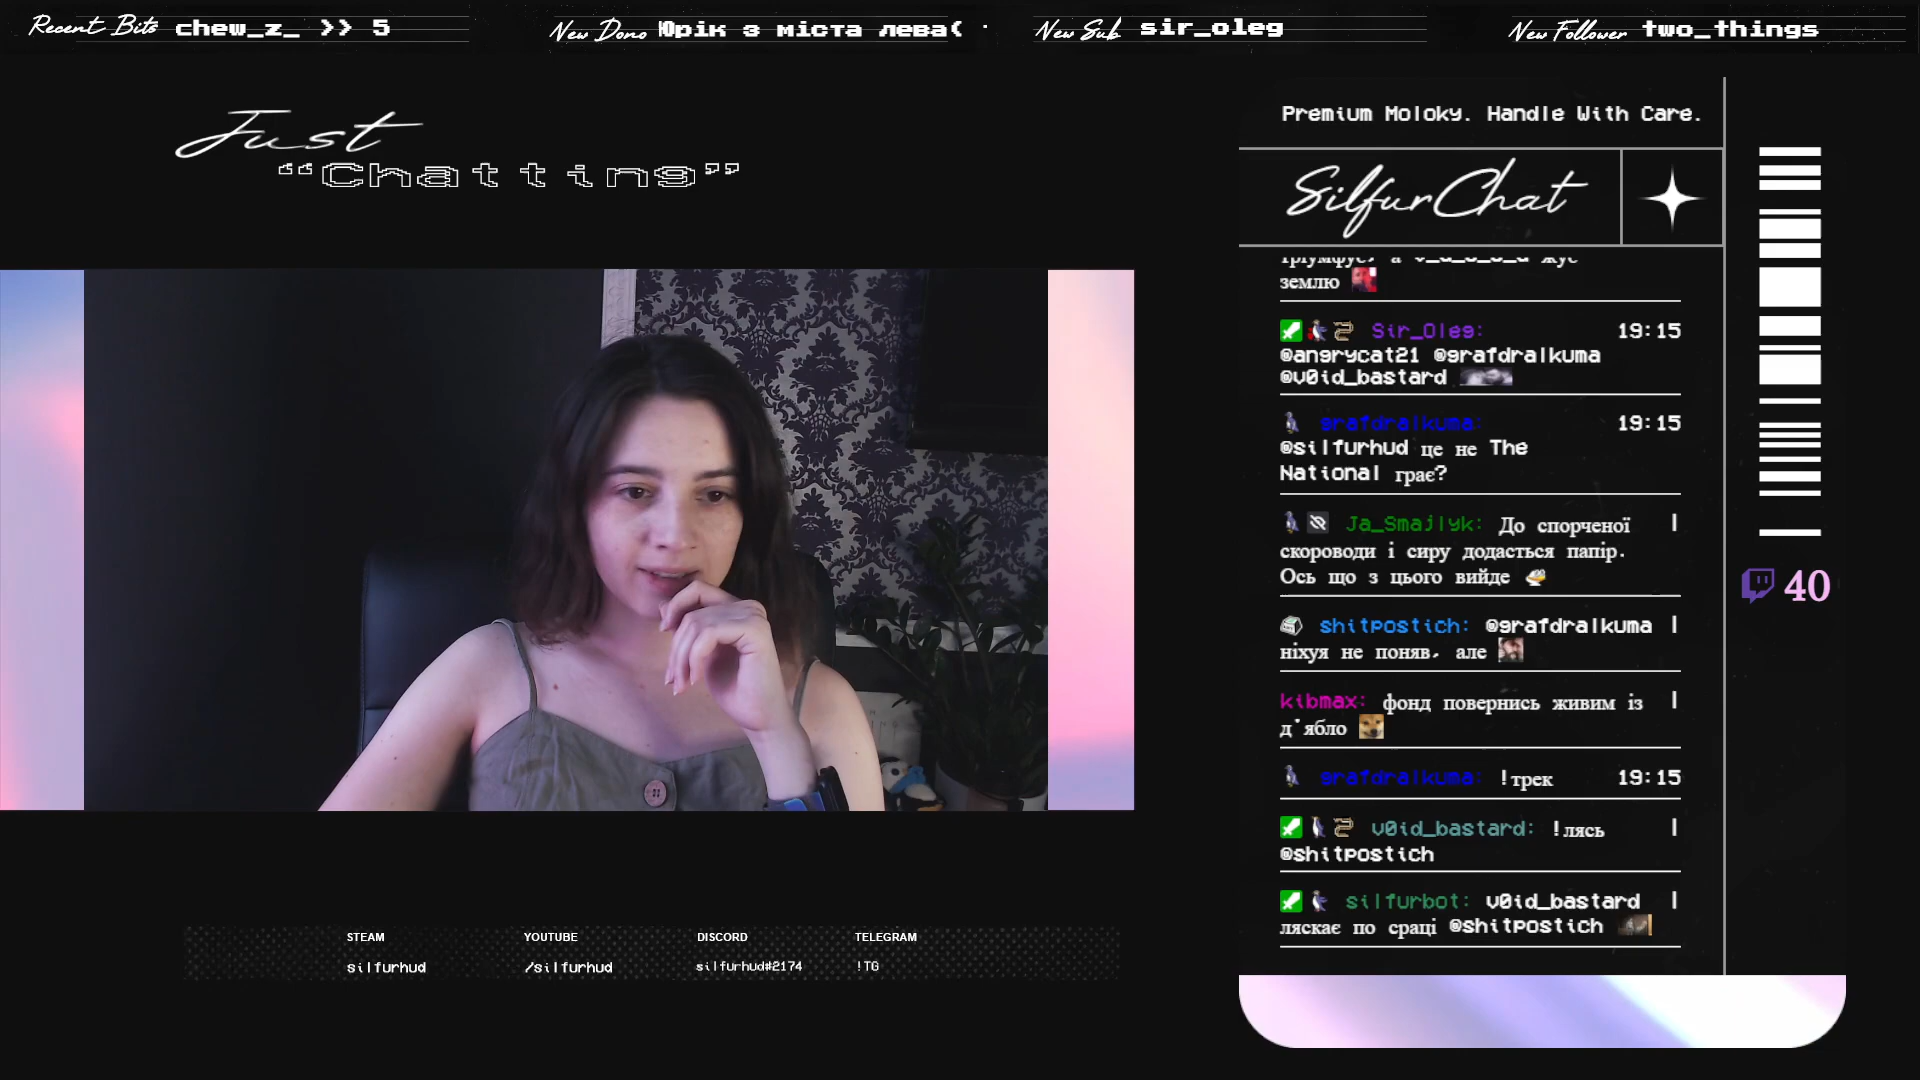 Recent Bits chew_z_ >> 5
New Dono Юрік з міста лева(
New Sub sir_oleg
New Follower two_things
Just
“Chatting”
Premium Moloky. Handle With Care.
SilfurChat
землю
Sir_Oleg: 19:15
@angrycat21 @grafdralkuma
@v0id_bastard
grafdralkuma: 19:15
@silfurhud це не The
National грає?
Ja_Smajlyk: До спорченої
скороводи і сиру додасться папір.
Ось що з цього вийде
shitpostich: @grafdralkuma
ніхуя не поняв, але
kibmax: фонд повернись живим із
д'ябло
grafdralkuma: !трек 19:15
v0id_bastard: !лясь
@shitpostich
silfurbot: v0id_bastard
ляскає по сраці @shitpostich
40
STEAM
silfurhud
YOUTUBE
/silfurhud
DISCORD
silfurhud#2174
TELEGRAM
!TG